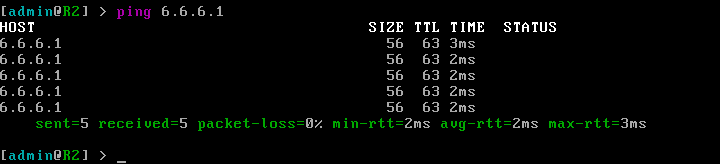 [admin@R2] > ping 6.6.6.1
HOST SIZE TTL TIME STATUS
6.6.6.1 56 63 3ms
6.6.6.1 56 63 2ms
6.6.6.1 56 63 2ms
6.6.6.1 56 63 2ms
6.6.6.1 56 63 2ms
sent=5 received=5 packet-loss=0% min-rtt=2ms avg-rtt=2ms max-rtt=3ms
[admin@R2] > _